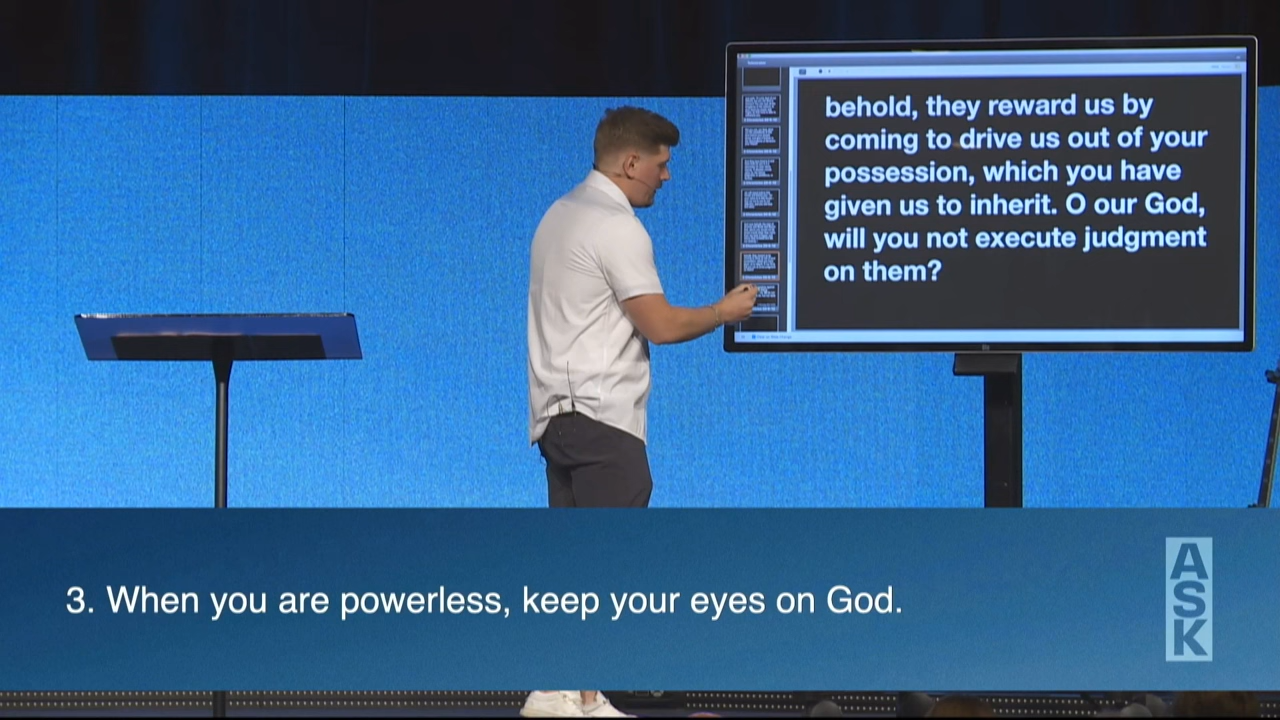 behold, they reward us by
coming to drive us out of your
possession, which you have
given us to inherit. O our God,
will you not execute judgment
on them?
3. When you are powerless, keep your eyes on God.
ASK